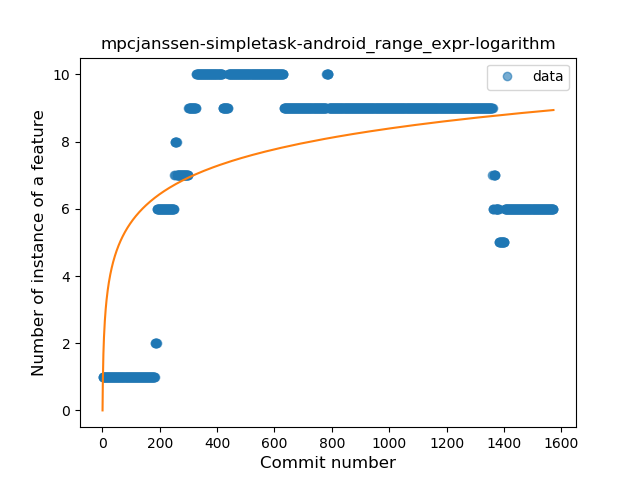 mpcjanssen-simpletask-android_range_expr-logarithm
data
Number of instance of a feature
10
8
6
4
2
0
0 200 400 600 800 1000 1200 1400 1600
Commit number